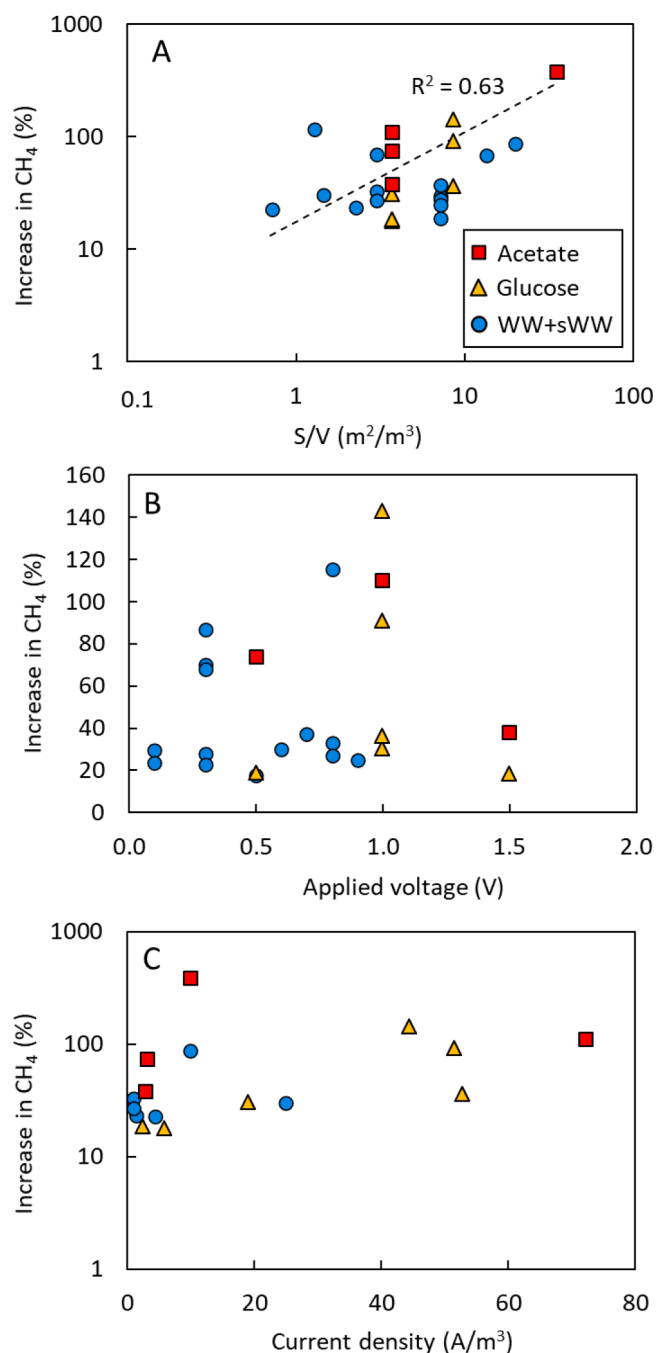 1000
A
R² = 0.63
100
10
1
Increase in CH₄ (%)
Acetate
Glucose
WW+sWW
0.1 1 10 100
S/V (m²/m³)
160
B
140
120
100
80
60
40
20
0
Increase in CH₄ (%)
0.0 0.5 1.0 1.5 2.0
Applied voltage (V)
1000
C
100
10
1
Increase in CH₄ (%)
0 20 40 60 80
Current density (A/m³)